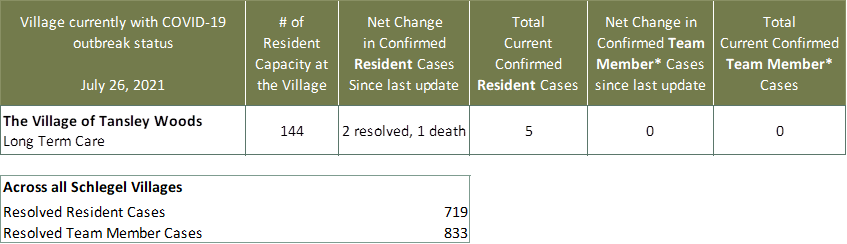 Village currently with COVID-19
outbreak status
July 26, 2021
# of
Resident
Capacity at
the Village
Net Change
in Confirmed
Resident Cases
Since last update
Total
Current
Confirmed
Resident Cases
Net Change in
Confirmed Team
Member* Cases
since last update
Total
Current Confirmed
Team Member*
Cases
The Village of Tansley Woods
Long Term Care
144
2 resolved, 1 death
5
0
0
Across all Schlegel Villages
Resolved Resident Cases 719
Resolved Team Member Cases 833